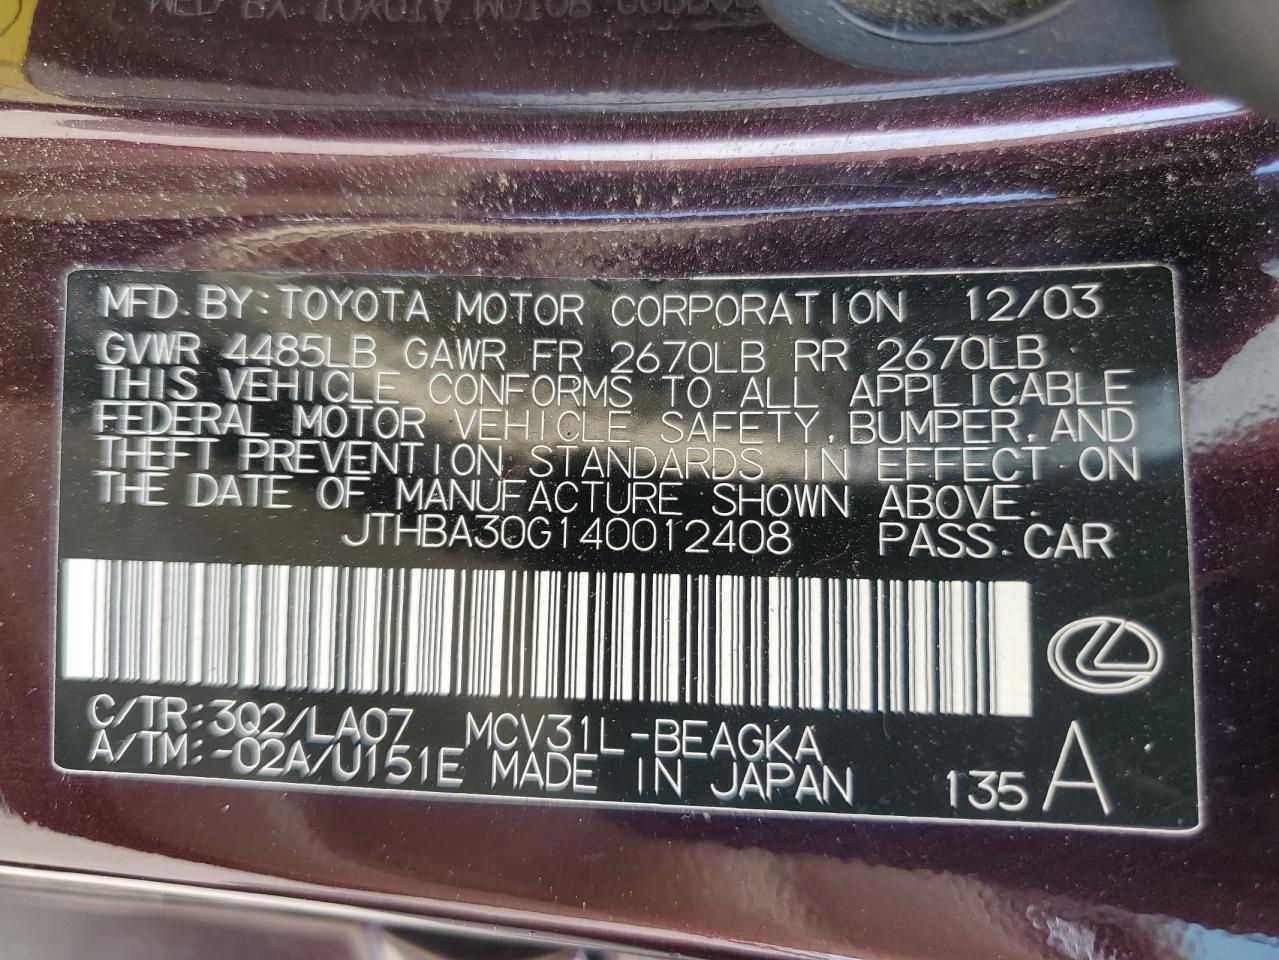 MFD. BY: TOYOTA MOTOR CORPORATION 12/03
GVWR 4485LB GAWR FR 2670LB RR 2670LB
THIS VEHICLE CONFORMS TO ALL APPLICABLE
FEDERAL MOTOR VEHICLE SAFETY, BUMPER, AND
THEFT PREVENTION STANDARDS IN EFFECT ON
THE DATE OF MANUFACTURE SHOWN ABOVE.
JTHBA30G140012408 PASS. CAR
C/TR: 3Q2/LA07 MCV31L-BEAGKA
A/TM: -02A/U151E MADE IN JAPAN 135 A